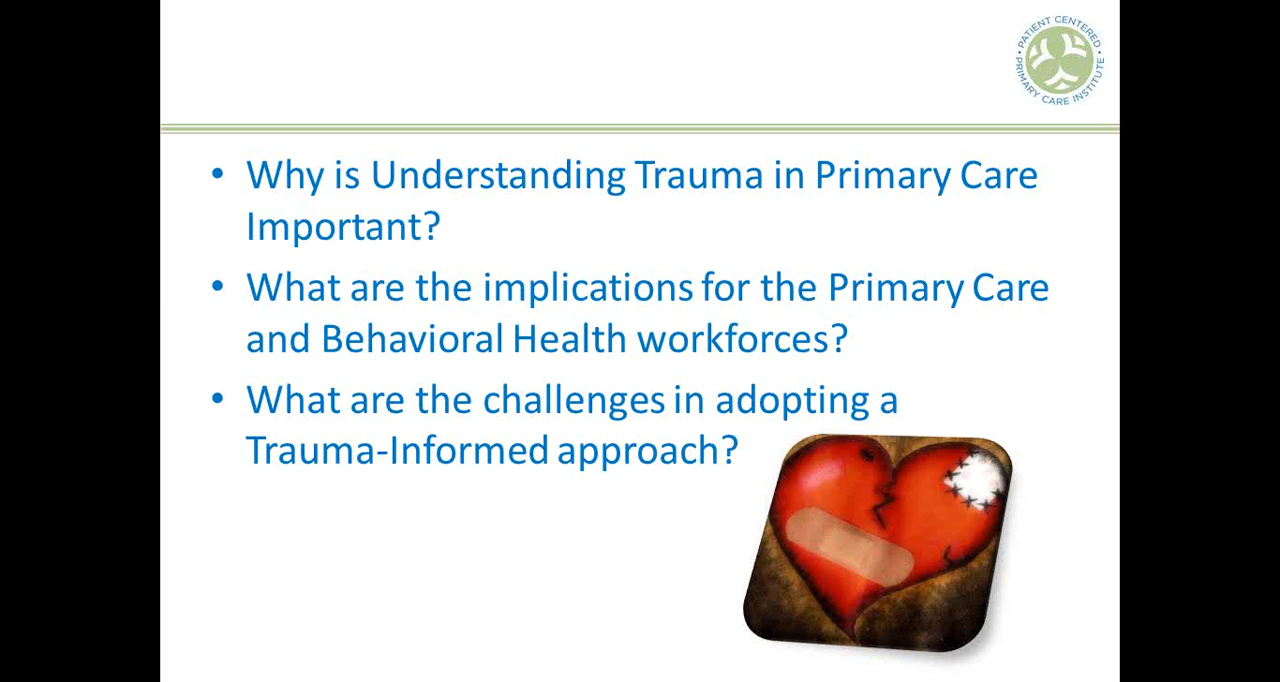 PATIENT CENTERED
PRIMARY CARE INSTITUTE
• Why is Understanding Trauma in Primary Care
Important?
• What are the implications for the Primary Care
and Behavioral Health workforces?
• What are the challenges in adopting a
Trauma-Informed approach?